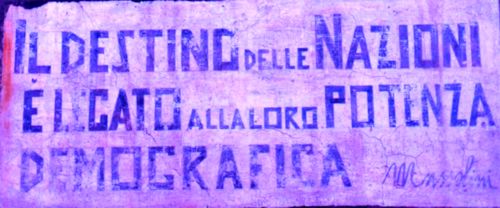 IL DESTINO DELLE NAZIONI
È LEGATO ALLA LORO POTENZA
DEMOGRAFICA
Mussolini